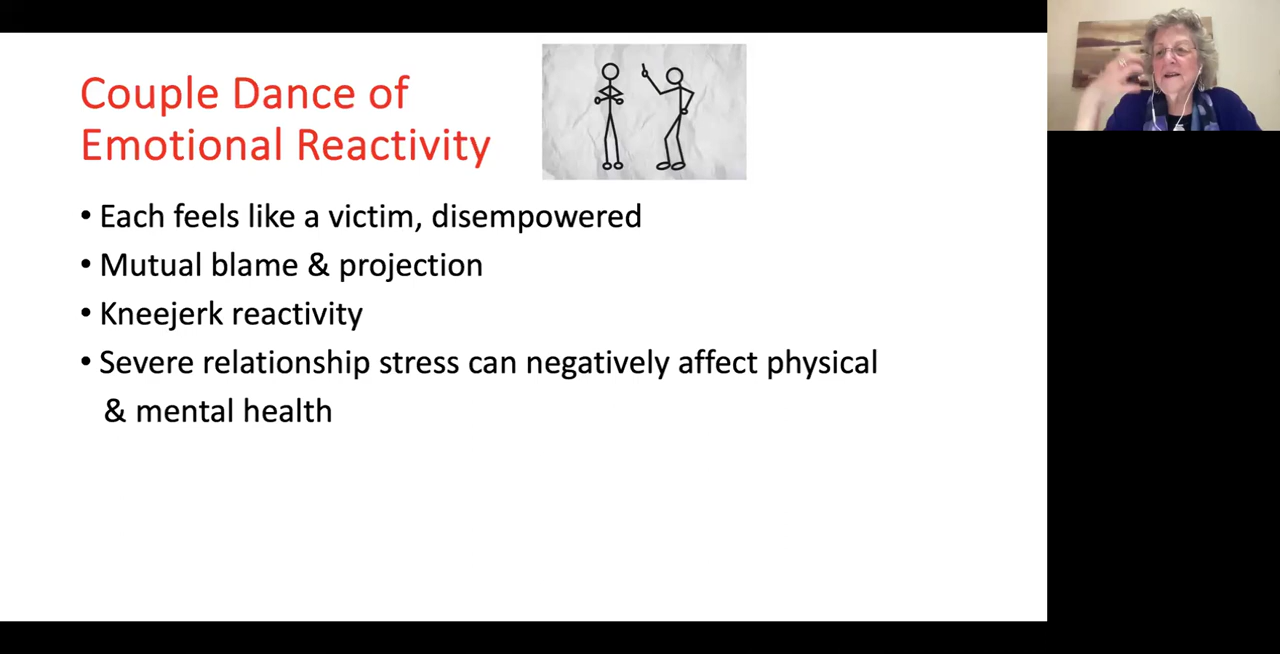 Couple Dance of
Emotional Reactivity
• Each feels like a victim, disempowered
• Mutual blame & projection
• Kneejerk reactivity
• Severe relationship stress can negatively affect physical
& mental health